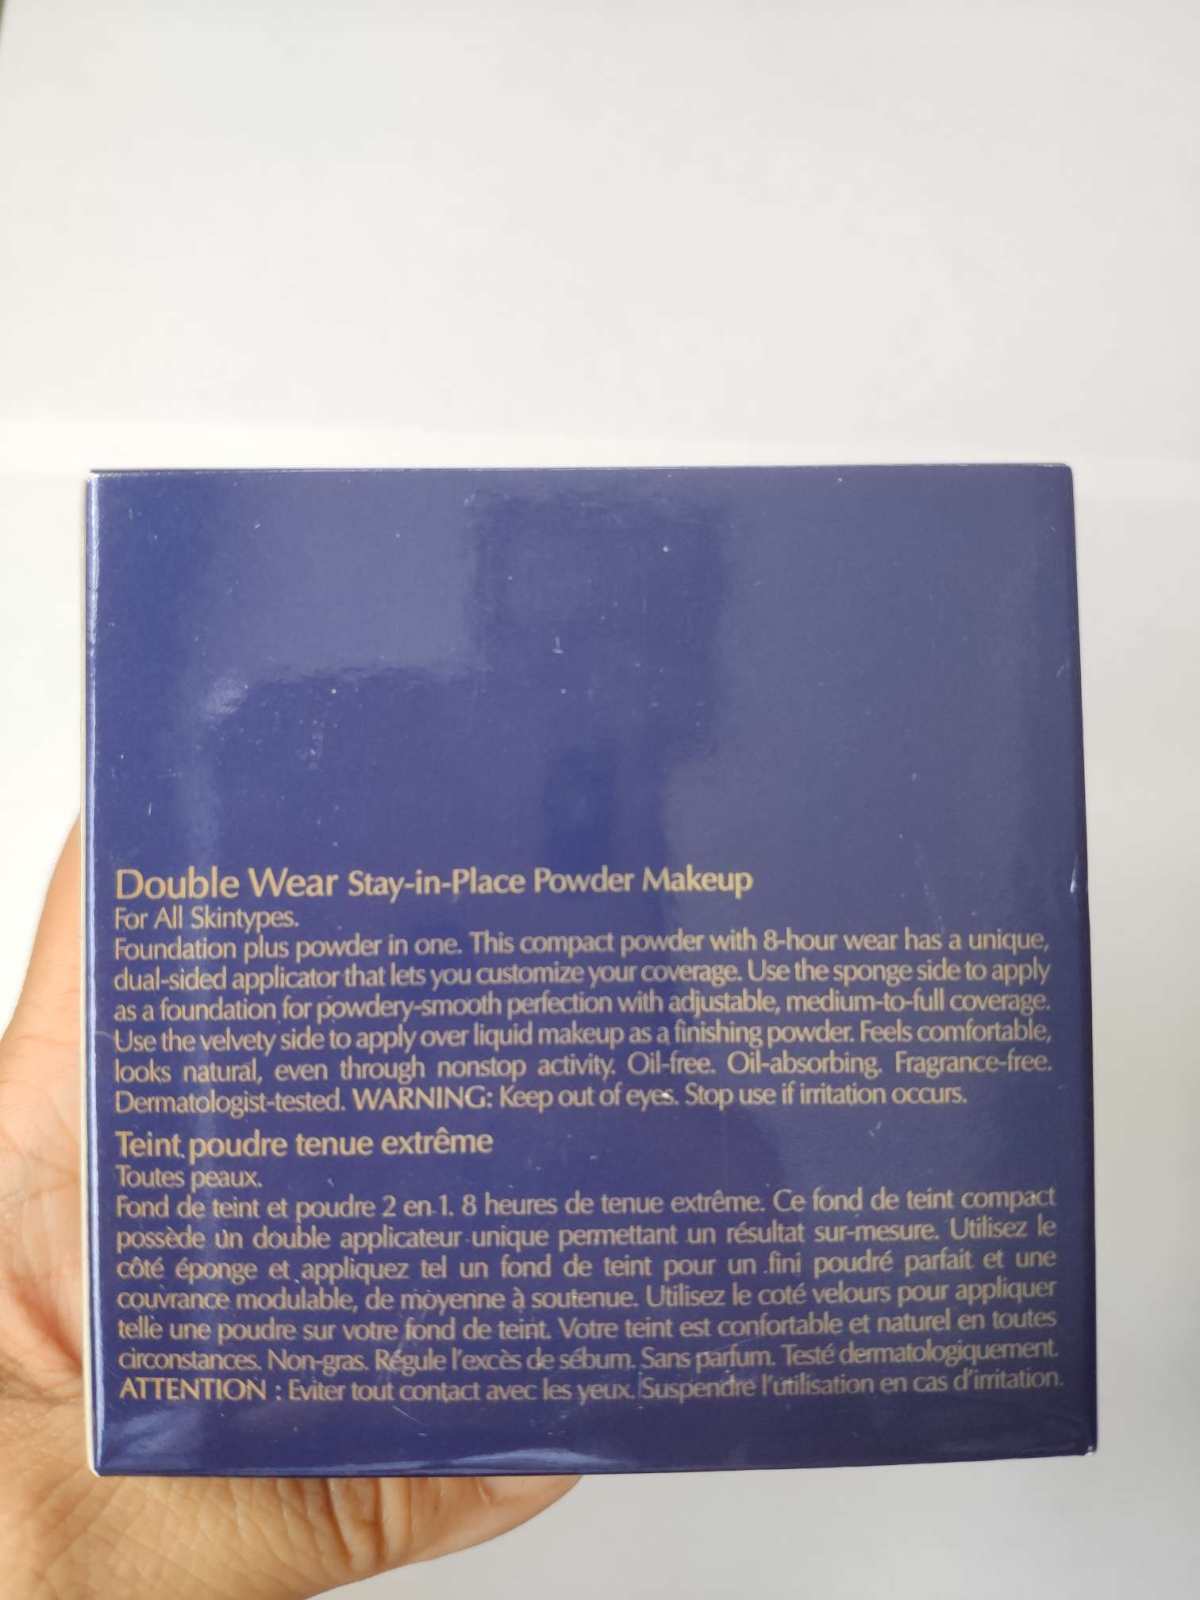 Double Wear Stay-in-Place Powder Makeup
For All Skintypes.
Foundation plus powder in one. This compact powder with 8-hour wear has a unique,
dual-sided applicator that lets you customize your coverage. Use the sponge side to apply
as a foundation for powdery-smooth perfection with adjustable, medium-to-full coverage.
Use the velvety side to apply over liquid makeup as a finishing powder. Feels comfortable,
looks natural, even through nonstop activity. Oil-free. Oil-absorbing. Fragrance-free.
Dermatologist-tested. WARNING: Keep out of eyes. Stop use if irritation occurs.
Teint poudre tenue extrême
Toutes peaux.
Fond de teint et poudre 2 en 1. 8 heures de tenue extrême. Ce fond de teint compact
possède un double applicateur unique permettant un résultat sur-mesure. Utilisez le
côté éponge et appliquez tel un fond de teint pour un fini poudré parfait et une
couvrance modulable, de moyenne à soutenue. Utilisez le coté velours pour appliquer
telle une poudre sur votre fond de teint. Votre teint est confortable et naturel en toutes
circonstances. Non-gras. Régule l'excès de sébum. Sans parfum. Testé dermatologiquement.
ATTENTION : Eviter tout contact avec les yeux. Suspendre l'utilisation en cas d'irritation.